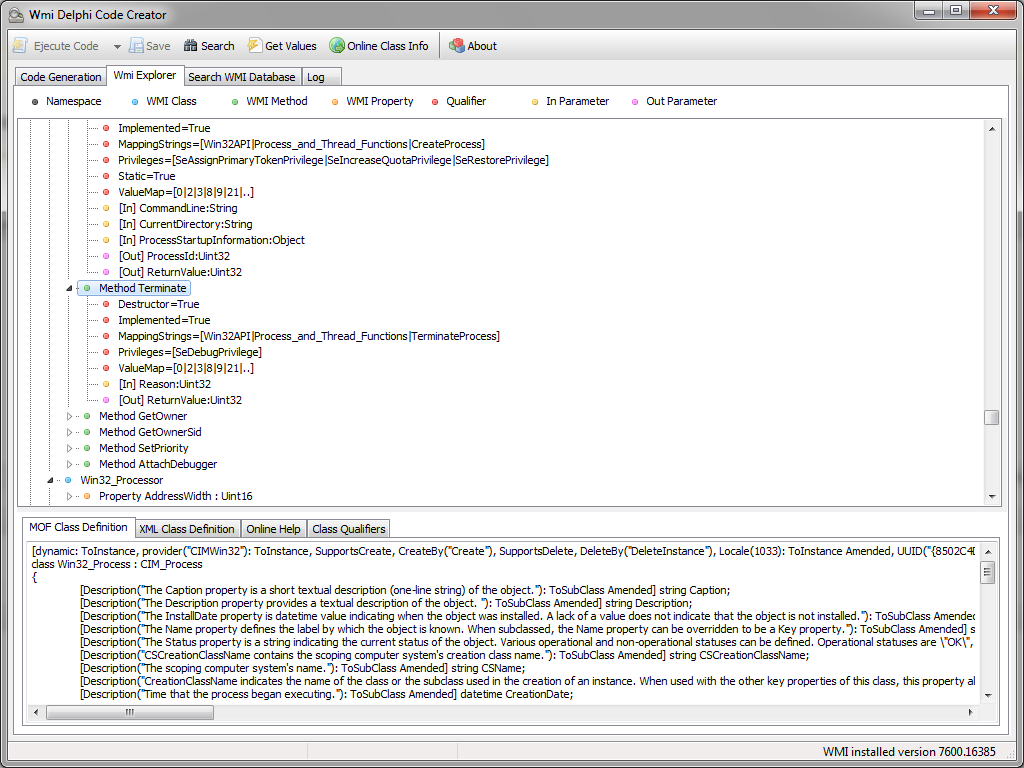 Wmi Delphi Code Creator
Ejecute Code Save Search Get Values Online Class Info About
Code Generation Wmi Explorer Search WMI Database Log
Namespace WMI Class WMI Method WMI Property Qualifier In Parameter Out Parameter
Implemented=True
MappingStrings=[Win32API|Process_and_Thread_Functions|CreateProcess]
Privileges=[SeAssignPrimaryTokenPrivilege|SeIncreaseQuotaPrivilege|SeRestorePrivilege]
Static=True
ValueMap=[0|2|3|8|9|21|..]
[In] CommandLine:String
[In] CurrentDirectory:String
[In] ProcessStartupInformation:Object
[Out] ProcessId:Uint32
[Out] ReturnValue:Uint32
Method Terminate
Destructor=True
Implemented=True
MappingStrings=[Win32API|Process_and_Thread_Functions|TerminateProcess]
Privileges=[SeDebugPrivilege]
ValueMap=[0|2|3|8|9|21|..]
[In] Reason:Uint32
[Out] ReturnValue:Uint32
Method GetOwner
Method GetOwnerSid
Method SetPriority
Method AttachDebugger
Win32_Processor
Property AddressWidth : Uint16
MOF Class Definition XML Class Definition Online Help Class Qualifiers
[dynamic: ToInstance, provider("CIMWin32"): ToInstance, SupportsCreate, CreateBy("Create"), SupportsDelete, DeleteBy("DeleteInstance"), Locale(1033): ToInstance Amended, UUID("{8502C4
class Win32_Process : CIM_Process
{
[Description("The Caption property is a short textual description (one-line string) of the object."): ToSubClass Amended] string Caption;
[Description("The Description property provides a textual description of the object. "): ToSubClass Amended] string Description;
[Description("The InstallDate property is datetime value indicating when the object was installed. A lack of a value does not indicate that the object is not installed."): ToSubClass Amende
[Description("The Name property defines the label by which the object is known. When subclassed, the Name property can be overridden to be a Key property."): ToSubClass Amended] s
[Description("The Status property is a string indicating the current status of the object. Various operational and non-operational statuses can be defined. Operational statuses are \"OK\",
[Description("CSCreationClassName contains the scoping computer system's creation class name."): ToSubClass Amended] string CSCreationClassName;
[Description("The scoping computer system's name."): ToSubClass Amended] string CSName;
[Description("CreationClassName indicates the name of the class or the subclass used in the creation of an instance. When used with the other key properties of this class, this property al
[Description("Time that the process began executing."): ToSubClass Amended] datetime CreationDate;
WMI installed version 7600.16385